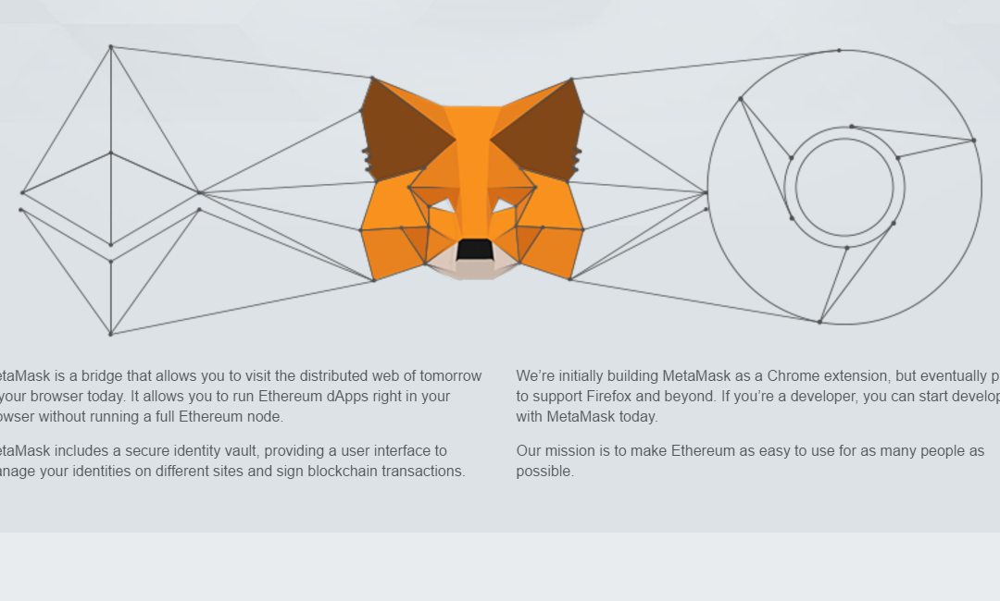 etaMask is a bridge that allows you to visit the distributed web of tomorrow
your browser today. It allows you to run Ethereum dApps right in your
owser without running a full Ethereum node.
etaMask includes a secure identity vault, providing a user interface to
anage your identities on different sites and sign blockchain transactions.
We’re initially building MetaMask as a Chrome extension, but eventually p
to support Firefox and beyond. If you’re a developer, you can start develop
with MetaMask today.
Our mission is to make Ethereum as easy to use for as many people as
possible.